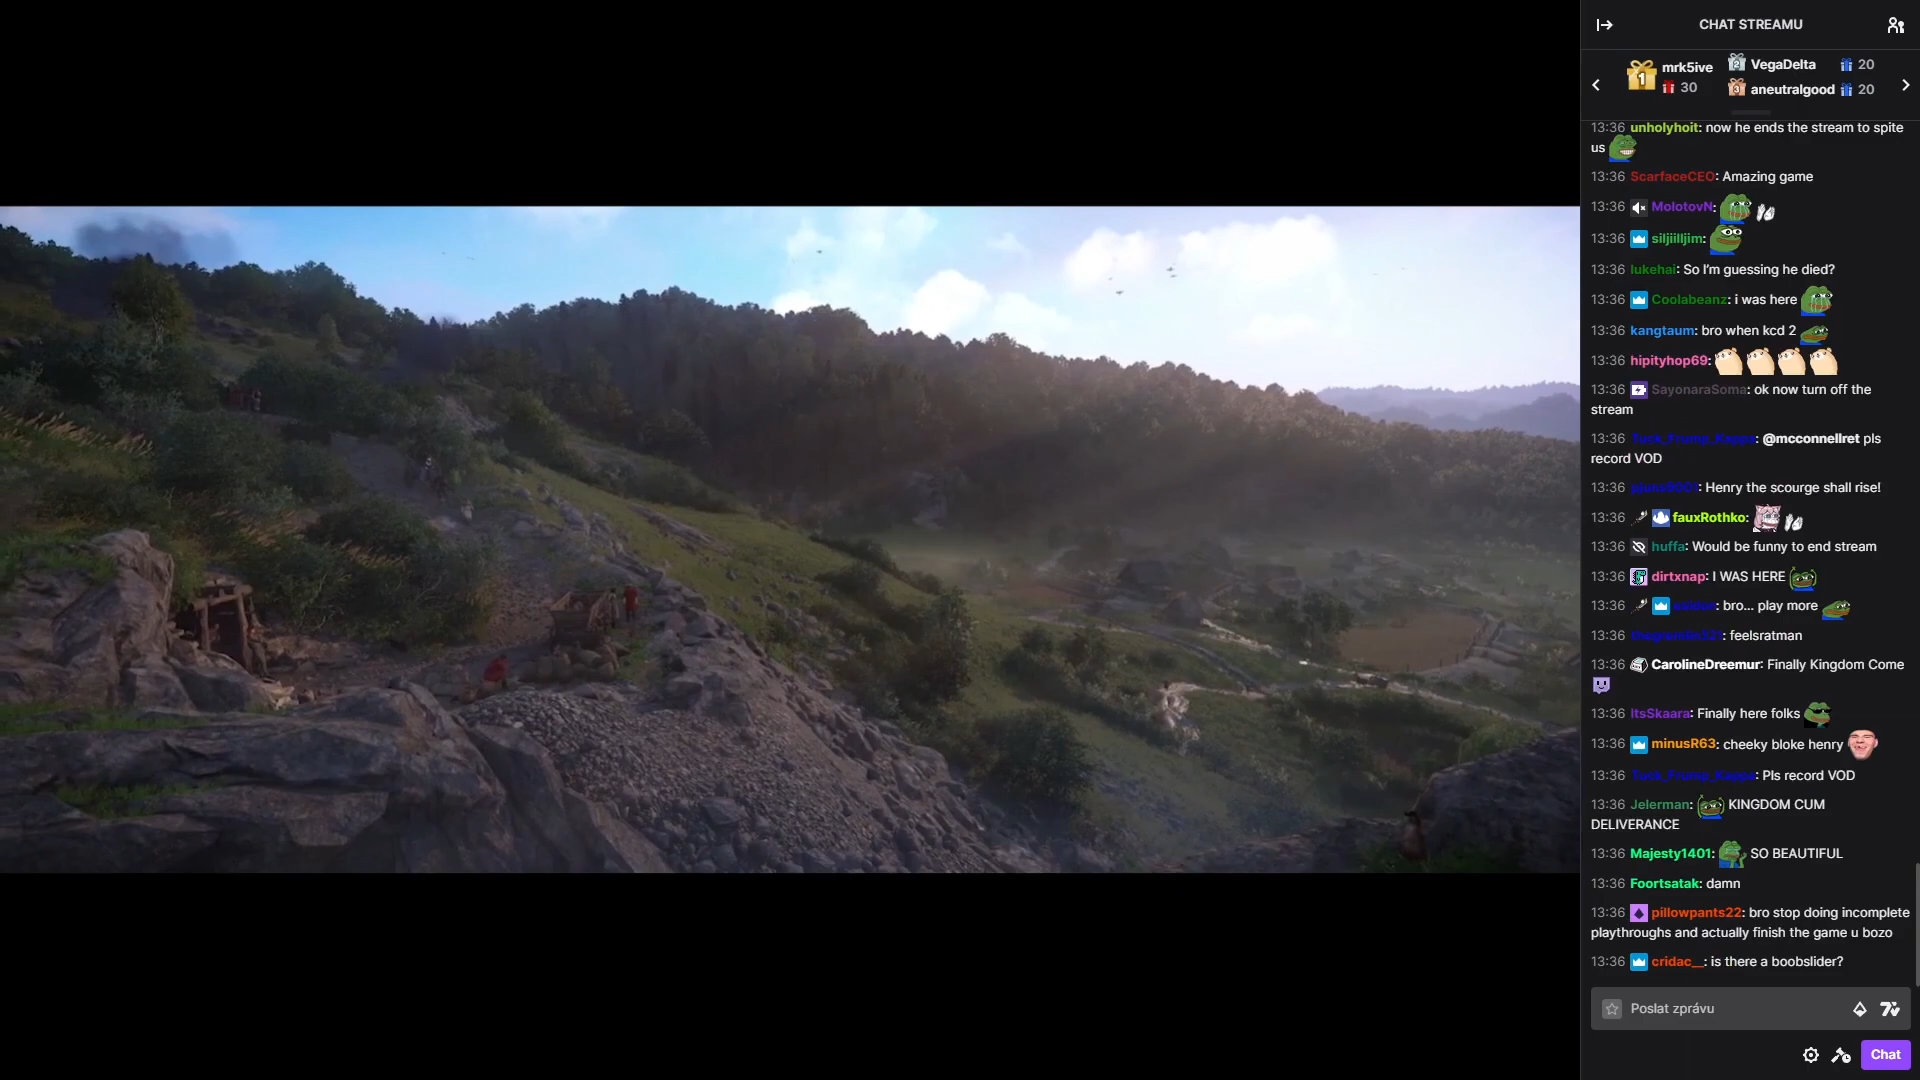 CHAT STREAMU
1 mrk5ive 30
2 VegaDelta 20
3 aneutralgood 20
13:36 unholyhoit: now he ends the stream to spite
us
13:36 ScarfaceCEO: Amazing game
13:36 MolotovN:
13:36 siljiilljim:
13:36 lukehai: So I'm guessing he died?
13:36 Coolabeanz: i was here
13:36 kangtaum: bro when kcd 2
13:36 hipityhop69:
13:36 SayonaraSoma: ok now turn off the
stream
13:36 Tuck_Frump_Kappa: @mcconnellret pls
record VOD
13:36 pjuns9001: Henry the scourge shall rise!
13:36 fauxRothko:
13:36 huffa: Would be funny to end stream
13:36 dirtxnap: I WAS HERE
13:36 : bro... play more
13:36 thegremlin321: feelsratman
13:36 CarolineDreemur: Finally Kingdom Come
13:36 ItsSkaara: Finally here folks
13:36 minusR63: cheeky bloke henry
13:36 Tuck_Frump_Kappa: Pls record VOD
13:36 Jelerman: KINGDOM CUM
DELIVERANCE
13:36 Majesty1401: SO BEAUTIFUL
13:36 Foortsatak: damn
13:36 pillowpants22: bro stop doing incomplete
playthroughs and actually finish the game u bozo
13:36 cridac__: is there a boobslider?
Poslat zprávu
Chat